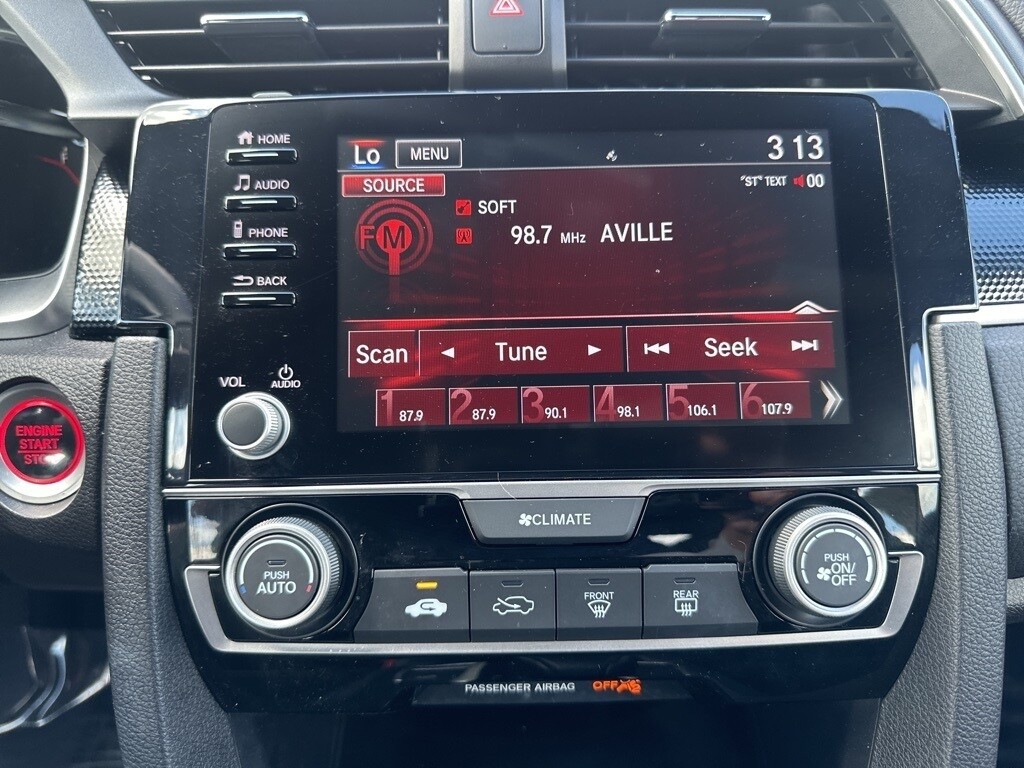 HOME
AUDIO
PHONE
BACK
VOL
AUDIO
Lo MENU 3 13
SOURCE "ST" TEXT 00
FM
SOFT
98.7 MHz AVILLE
Scan Tune Seek
1 87.9 2 87.9 3 90.1 4 98.1 5 106.1 6 107.9
ENGINE
START
STOP
CLIMATE
PUSH
AUTO
FRONT
REAR
PUSH
ON/
OFF
PASSENGER AIRBAG OFF